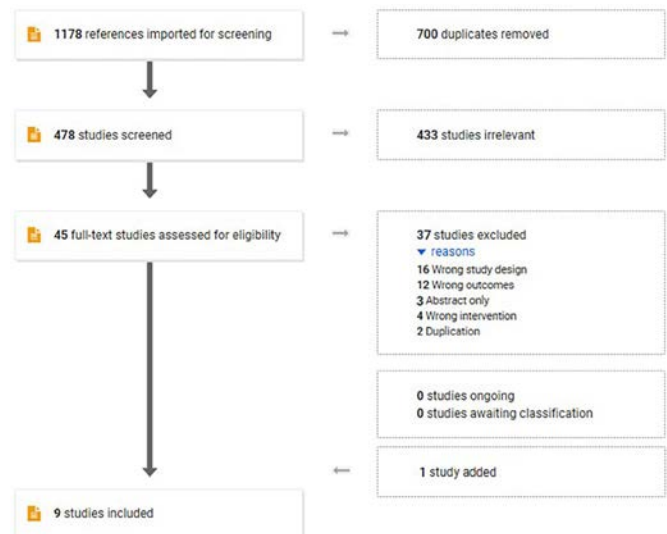 1178 references imported for screening
700 duplicates removed
478 studies screened
433 studies irrelevant
45 full-text studies assessed for eligibility
37 studies excluded
reasons
16 Wrong study design
12 Wrong outcomes
3 Abstract only
4 Wrong intervention
2 Duplication
0 studies ongoing
0 studies awaiting classification
1 study added
9 studies included